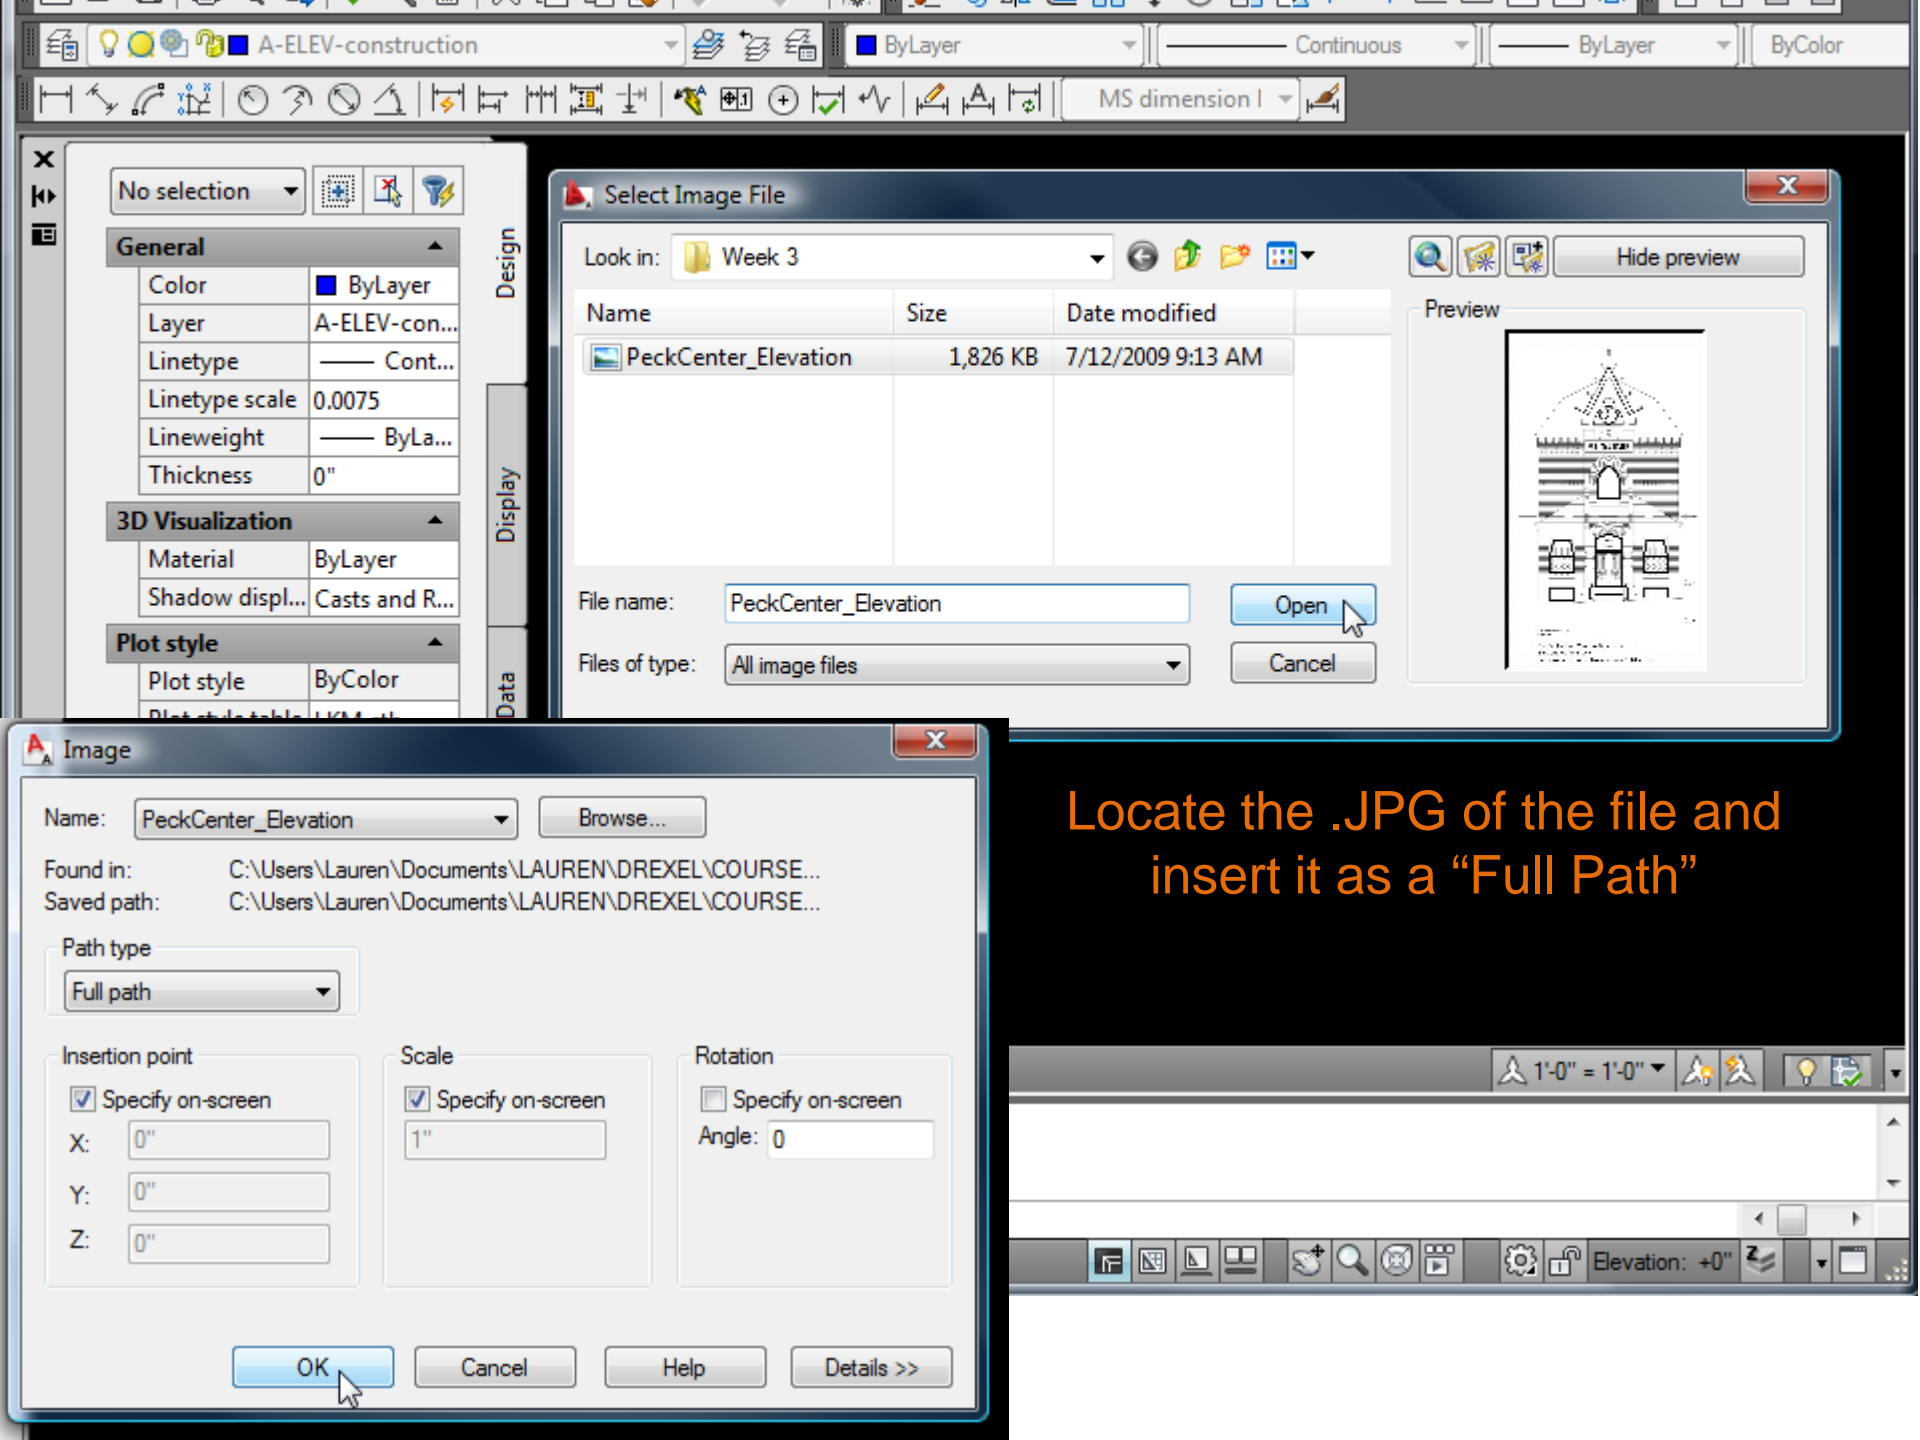 A-ELEV-construction
ByLayer
Continuous
ByLayer
ByColor
MS dimension l
No selection
General
Color ByLayer
Layer A-ELEV-con...
Linetype Cont...
Linetype scale 0.0075
Lineweight ByLa...
Thickness 0"
3D Visualization
Material ByLayer
Shadow displ... Casts and R...
Plot style
Plot style ByColor
Design
Display
Data
Select Image File
Look in: Week 3
Hide preview
Name Size Date modified
PeckCenter_Elevation 1,826 KB 7/12/2009 9:13 AM
Preview
File name: PeckCenter_Elevation
Open
Files of type: All image files
Cancel
Image
Name: PeckCenter_Elevation Browse...
Found in: C:\Users\Lauren\Documents\LAUREN\DREXEL\COURSE...
Saved path: C:\Users\Lauren\Documents\LAUREN\DREXEL\COURSE...
Path type
Full path
Insertion point Scale Rotation
Specify on-screen Specify on-screen Specify on-screen
X: 0" 1" Angle: 0
Y: 0"
Z: 0"
OK Cancel Help Details >>
Locate the .JPG of the file and
insert it as a “Full Path”
1'-0" = 1'-0"
Elevation: +0"